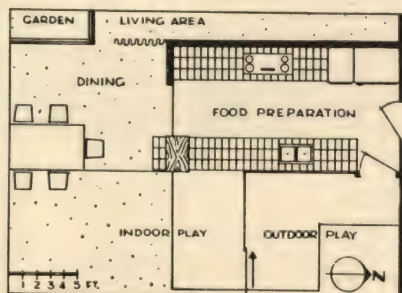 GARDEN
LIVING AREA
DINING
FOOD PREPARATION
INDOOR PLAY
OUTDOOR PLAY
1 2 3 4 5 FT.
N